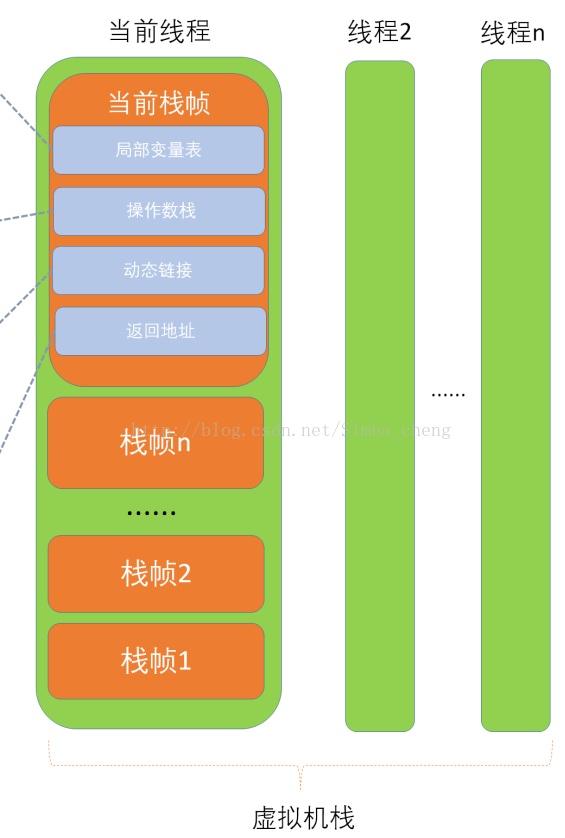 当前线程
线程2
线程n
当前栈帧
局部变量表
操作数栈
动态链接
返回地址
......
栈帧n
http://blog.csdn.net/Simba_cheng
......
栈帧2
栈帧1
虚拟机栈